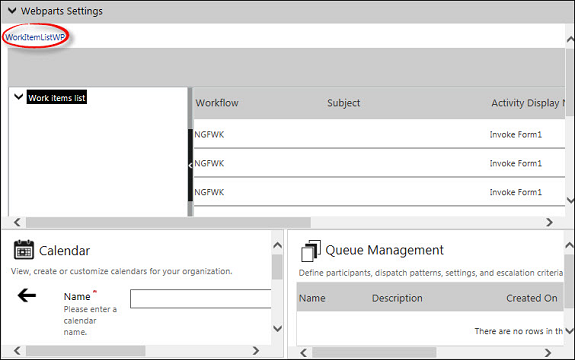 Webparts Settings
WorkItemListWP
Work items list
Workflow Subject Activity Display
NGFWK Invoke Form1
NGFWK Invoke Form1
NGFWK Invoke Form1
Calendar
View, create or customize calendars for your organization.
Name *
Please enter a
calendar
name.
Queue Management
Define participants, dispatch patterns, settings, and escalation criteria
Name Description Created On
There are no rows in th